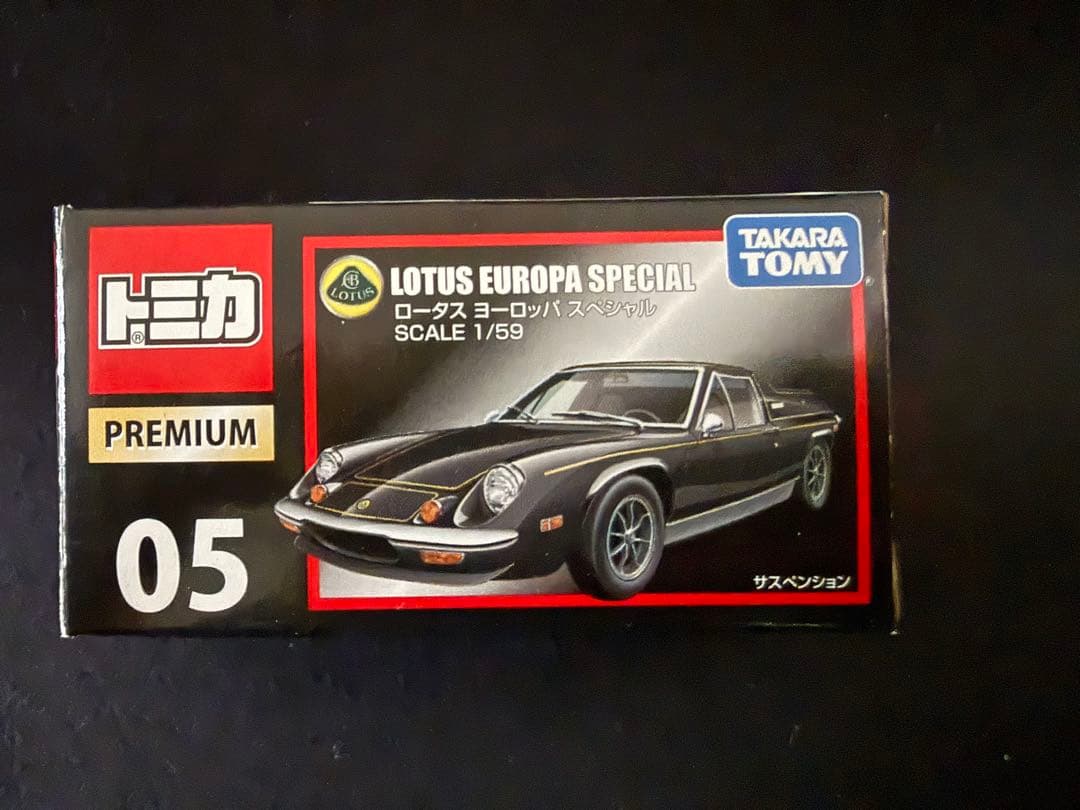 トミカ
®
PREMIUM
05
LOTUS
LOTUS EUROPA SPECIAL
ロータス ヨーロッパ スペシャル
SCALE 1/59
TAKARA
TOMY
サスペンション